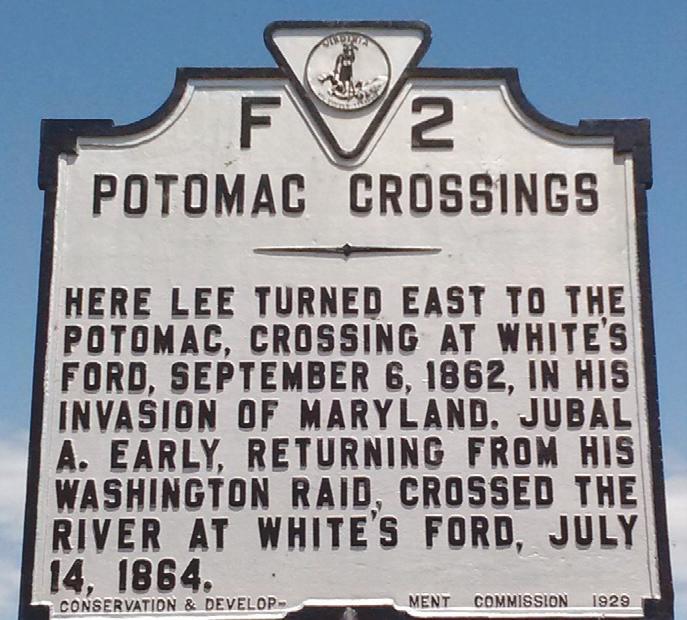 VIRGINIA
F 2
POTOMAC CROSSINGS
HERE LEE TURNED EAST TO THE
POTOMAC, CROSSING AT WHITE'S
FORD, SEPTEMBER 6, 1862, IN HIS
INVASION OF MARYLAND. JUBAL
A. EARLY, RETURNING FROM HIS
WASHINGTON RAID, CROSSED THE
RIVER AT WHITE'S FORD, JULY
14, 1864.
CONSERVATION & DEVELOP- MENT COMMISSION 1929